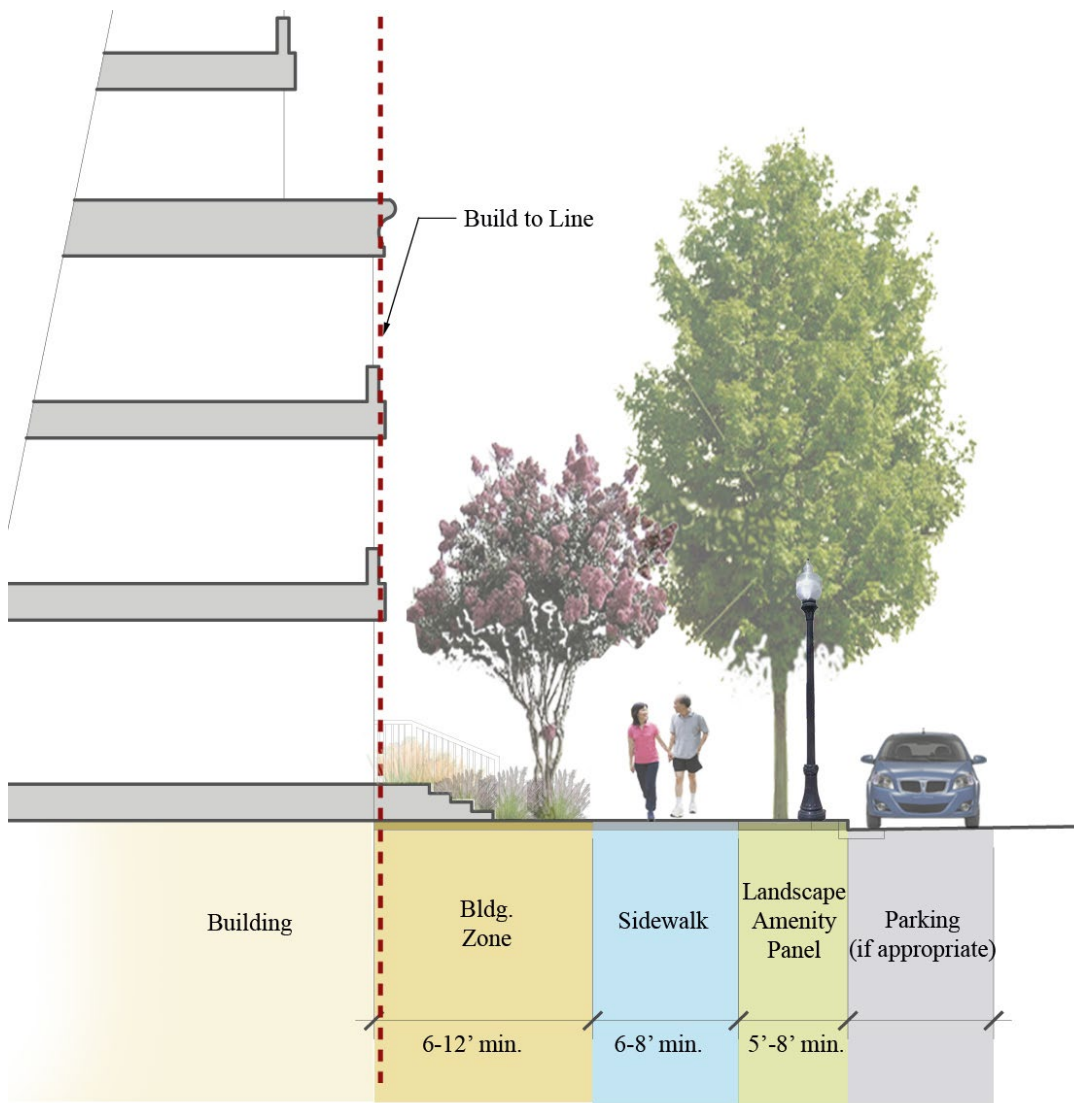 Build to Line
Building
Bldg.
Zone
Sidewalk
Landscape
Amenity
Panel
Parking
(if appropriate)
6-12’ min.
6-8’ min.
5’-8’ min.